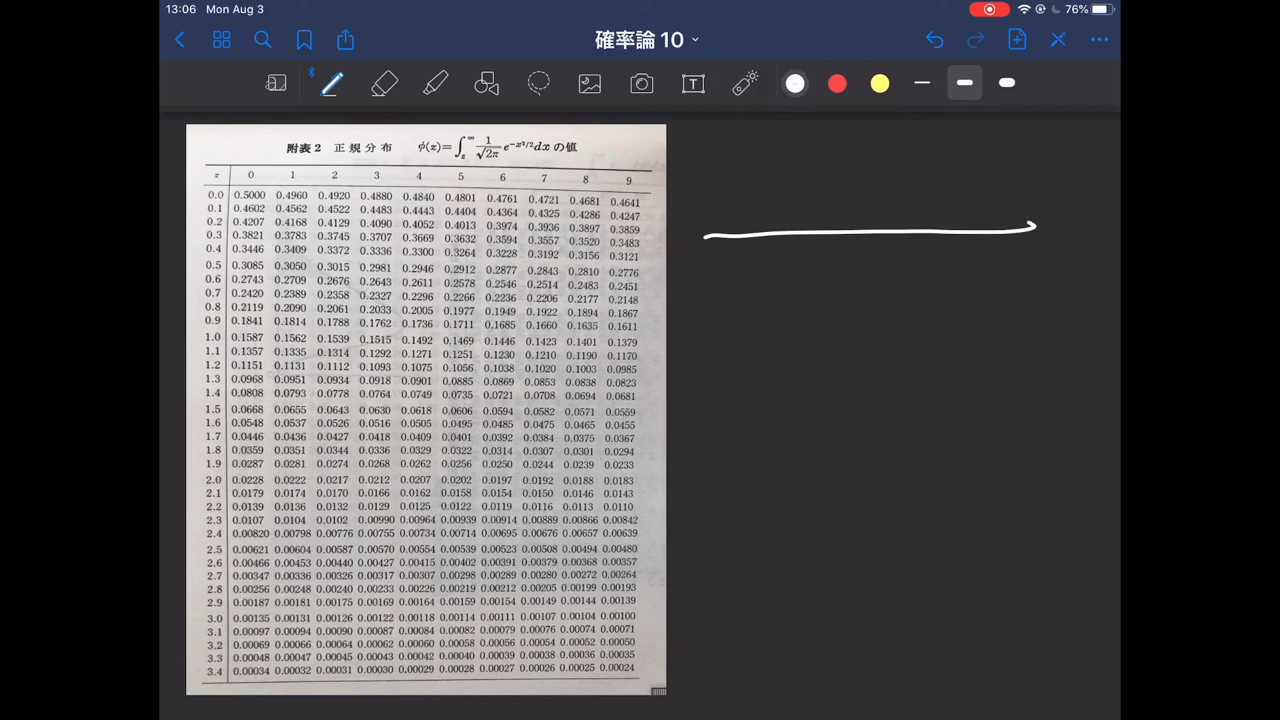 13:06 Mon Aug 3 76%
確率論 10
T
附表2 正規分布 φ(z)=∫_z^∞ 1/√2π e^{-x²/2}dx の値
z 0 1 2 3 4 5 6 7 8 9
0.0 0.5000 0.4960 0.4920 0.4880 0.4840 0.4801 0.4761 0.4721 0.4681 0.4641
0.1 0.4602 0.4562 0.4522 0.4483 0.4443 0.4404 0.4364 0.4325 0.4286 0.4247
0.2 0.4207 0.4168 0.4129 0.4090 0.4052 0.4013 0.3974 0.3936 0.3897 0.3859
0.3 0.3821 0.3783 0.3745 0.3707 0.3669 0.3632 0.3594 0.3557 0.3520 0.3483
0.4 0.3446 0.3409 0.3372 0.3336 0.3300 0.3264 0.3228 0.3192 0.3156 0.3121
0.5 0.3085 0.3050 0.3015 0.2981 0.2946 0.2912 0.2877 0.2843 0.2810 0.2776
0.6 0.2743 0.2709 0.2676 0.2643 0.2611 0.2578 0.2546 0.2514 0.2483 0.2451
0.7 0.2420 0.2389 0.2358 0.2327 0.2296 0.2266 0.2236 0.2206 0.2177 0.2148
0.8 0.2119 0.2090 0.2061 0.2033 0.2005 0.1977 0.1949 0.1922 0.1894 0.1867
0.9 0.1841 0.1814 0.1788 0.1762 0.1736 0.1711 0.1685 0.1660 0.1635 0.1611
1.0 0.1587 0.1562 0.1539 0.1515 0.1492 0.1469 0.1446 0.1423 0.1401 0.1379
1.1 0.1357 0.1335 0.1314 0.1292 0.1271 0.1251 0.1230 0.1210 0.1190 0.1170
1.2 0.1151 0.1131 0.1112 0.1093 0.1075 0.1056 0.1038 0.1020 0.1003 0.0985
1.3 0.0968 0.0951 0.0934 0.0918 0.0901 0.0885 0.0869 0.0853 0.0838 0.0823
1.4 0.0808 0.0793 0.0778 0.0764 0.0749 0.0735 0.0721 0.0708 0.0694 0.0681
1.5 0.0668 0.0655 0.0643 0.0630 0.0618 0.0606 0.0594 0.0582 0.0571 0.0559
1.6 0.0548 0.0537 0.0526 0.0516 0.0505 0.0495 0.0485 0.0475 0.0465 0.0455
1.7 0.0446 0.0436 0.0427 0.0418 0.0409 0.0401 0.0392 0.0384 0.0375 0.0367
1.8 0.0359 0.0351 0.0344 0.0336 0.0329 0.0322 0.0314 0.0307 0.0301 0.0294
1.9 0.0287 0.0281 0.0274 0.0268 0.0262 0.0256 0.0250 0.0244 0.0239 0.0233
2.0 0.0228 0.0222 0.0217 0.0212 0.0207 0.0202 0.0197 0.0192 0.0188 0.0183
2.1 0.0179 0.0174 0.0170 0.0166 0.0162 0.0158 0.0154 0.0150 0.0146 0.0143
2.2 0.0139 0.0136 0.0132 0.0129 0.0125 0.0122 0.0119 0.0116 0.0113 0.0110
2.3 0.0107 0.0104 0.0102 0.00990 0.00964 0.00939 0.00914 0.00889 0.00866 0.00842
2.4 0.00820 0.00798 0.00776 0.00755 0.00734 0.00714 0.00695 0.00676 0.00657 0.00639
2.5 0.00621 0.00604 0.00587 0.00570 0.00554 0.00539 0.00523 0.00508 0.00494 0.00480
2.6 0.00466 0.00453 0.00440 0.00427 0.00415 0.00402 0.00391 0.00379 0.00368 0.00357
2.7 0.00347 0.00336 0.00326 0.00317 0.00307 0.00298 0.00289 0.00280 0.00272 0.00264
2.8 0.00256 0.00248 0.00240 0.00233 0.00226 0.00219 0.00212 0.00205 0.00199 0.00193
2.9 0.00187 0.00181 0.00175 0.00169 0.00164 0.00159 0.00154 0.00149 0.00144 0.00139
3.0 0.00135 0.00131 0.00126 0.00122 0.00118 0.00114 0.00111 0.00107 0.00104 0.00100
3.1 0.00097 0.00094 0.00090 0.00087 0.00084 0.00082 0.00079 0.00076 0.00074 0.00071
3.2 0.00069 0.00066 0.00064 0.00062 0.00060 0.00058 0.00056 0.00054 0.00052 0.00050
3.3 0.00048 0.00047 0.00045 0.00043 0.00042 0.00040 0.00039 0.00038 0.00036 0.00035
3.4 0.00034 0.00032 0.00031 0.00030 0.00029 0.00028 0.00027 0.00026 0.00025 0.00024